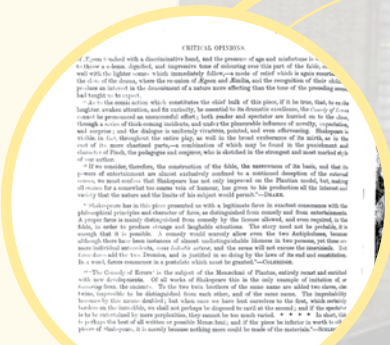 CRITICAL OPINIONS.
with a discriminative hand, and the pressure of age and misfortune is
a solemn, dignified, and impressive tone of colouring over this part of the fable,
well with the lighter scenes which immediately follow,—a mode of relief which is again
the close of the drama, where the re-union of Ægeon and Æmilia, and the recognition of their
produce an interest in the denouement of a nature more affecting than the tone of the preceding
had taught us to expect.
"As to the comic action which constitutes the chief bulk of this piece, if it be true, that, to
laughter, awaken attention, and fix curiosity, be essential to its dramatic excellence, the Comedy of
cannot be pronounced an unsuccessful effort; both reader and spectator are hurried on to the close,
through a series of thick-coming incidents, and under the pleasurable influence of novelty, expectation,
and surprise; and the dialogue is uniformly vivacious, pointed, and even effervescing. Shakespeare is
visible, in fact, throughout the entire play, as well in the broad exuberance of its mirth, as in the
cast of its more chastised parts,—a combination of which may be found in the punishment and
character of Pinch, the pedagogue and conjurer, who is sketched in the strongest and most marked style
of our author.
"If we consider, therefore, the construction of the fable, the narrowness of its basis, and that its
powers of entertainment are almost exclusively confined to a continued deception of the external
senses, we must confess that Shakespeare has not only improved on the Plautian model, but, making
all allowance for a somewhat too coarse vein of humour, has given to his production all the interest and
variety that the nature and the limits of his subject would permit."—DRAKE.
"Shakespeare has in this piece presented us with a legitimate farce in exactest consonance with the
philosophical principles and character of farce, as distinguished from comedy and from entertainments.
A proper farce is mainly distinguished from comedy by the license allowed, and even required, in the
fable, in order to produce strange and laughable situations. The story need not be probable, it is
enough that it is possible. A comedy would scarcely allow even the two Antipholuses, because
although there have been instances of almost undistinguishable likeness in two persons, yet these
mere individual accidents, and the sense will not excuse the inverisimile. But
farce dares add the two Dromios, and is justified in so doing by the laws of its end and constitution.
In a word, farces commence in a postulate which must be granted."—COLERIDGE.
"The 'Comedy of Errors' is the subject of the Menæchmi of Plautus, entirely recast and enriched
with new developments. Of all works of Shakespeare this is the only example of imitation of, or
borrowing from, the ancients. To the two twin brothers of the same name are added two slaves, also
twins, impossible to be distinguished from each other, and of the same name. The improbability
becomes by this means doubled; but when once we have lent ourselves to the first, which certainly
borders on the incredible, we shall not perhaps be disposed to cavil at the second; and if the spectator
is to be entertained by mere perplexities, they cannot be too much varied. * * * * In short, this
is perhaps the best of all written or possible Menæchmi; and if the piece be inferior in worth to other
pieces of Shakespeare, it is merely because nothing more could be made of the materials."